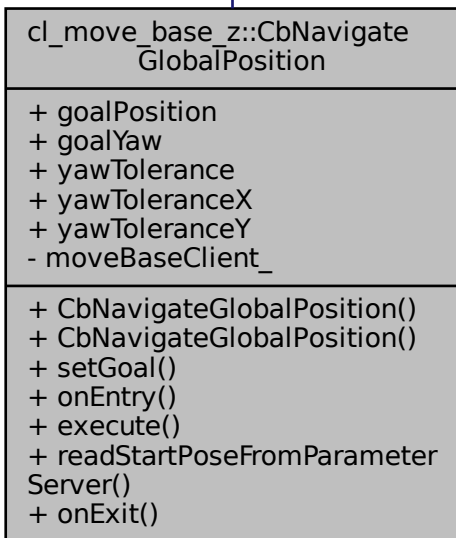 cl_move_base_z::CbNavigate
GlobalPosition
+ goalPosition
+ goalYaw
+ yawTolerance
+ yawToleranceX
+ yawToleranceY
- moveBaseClient_
+ CbNavigateGlobalPosition()
+ CbNavigateGlobalPosition()
+ setGoal()
+ onEntry()
+ execute()
+ readStartPoseFromParameter
Server()
+ onExit()